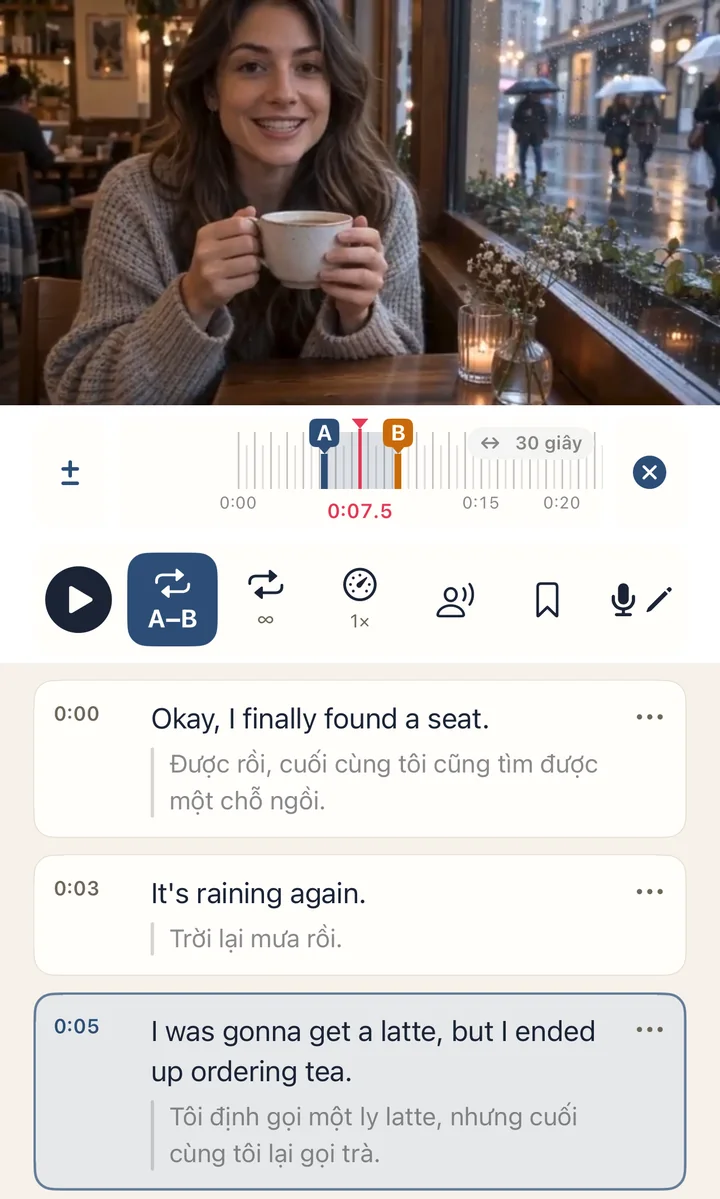 A
B
30 giây
0:00
0:07.5
0:15
0:20
A–B
∞
1×
0:00
Okay, I finally found a seat.
Được rồi, cuối cùng tôi cũng tìm được
một chỗ ngồi.
0:03
It's raining again.
Trời lại mưa rồi.
0:05
I was gonna get a latte, but I ended
up ordering tea.
Tôi định gọi một ly latte, nhưng cuối
cùng tôi lại gọi trà.